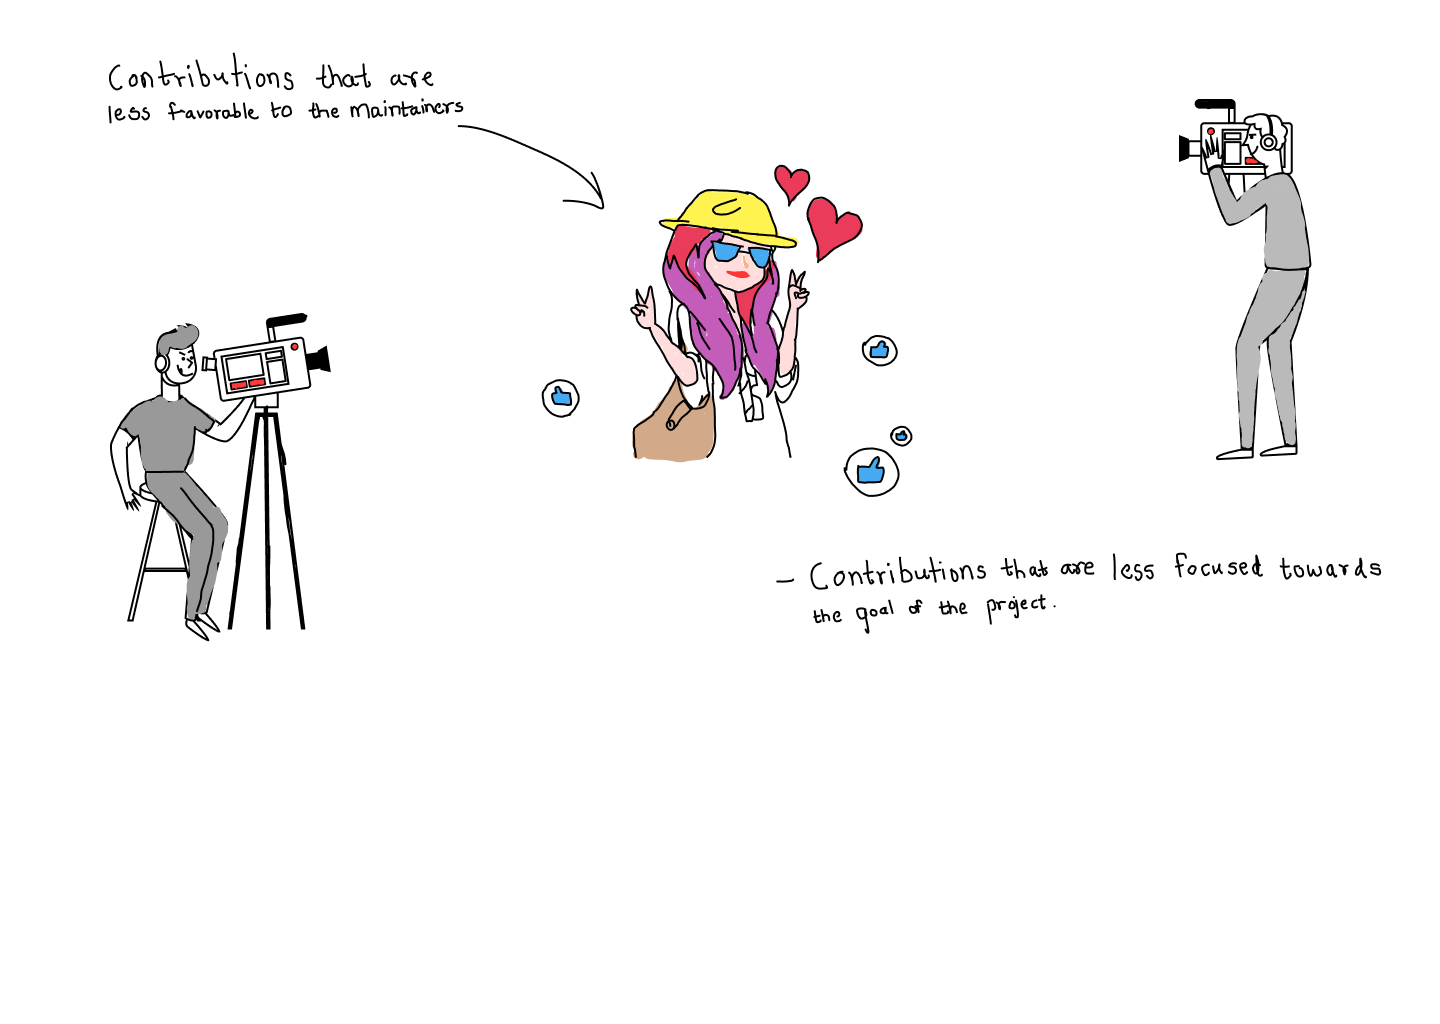 Contributions that are
less favorable to the maintainers
- Contributions that are less focused towards
the goal of the project.